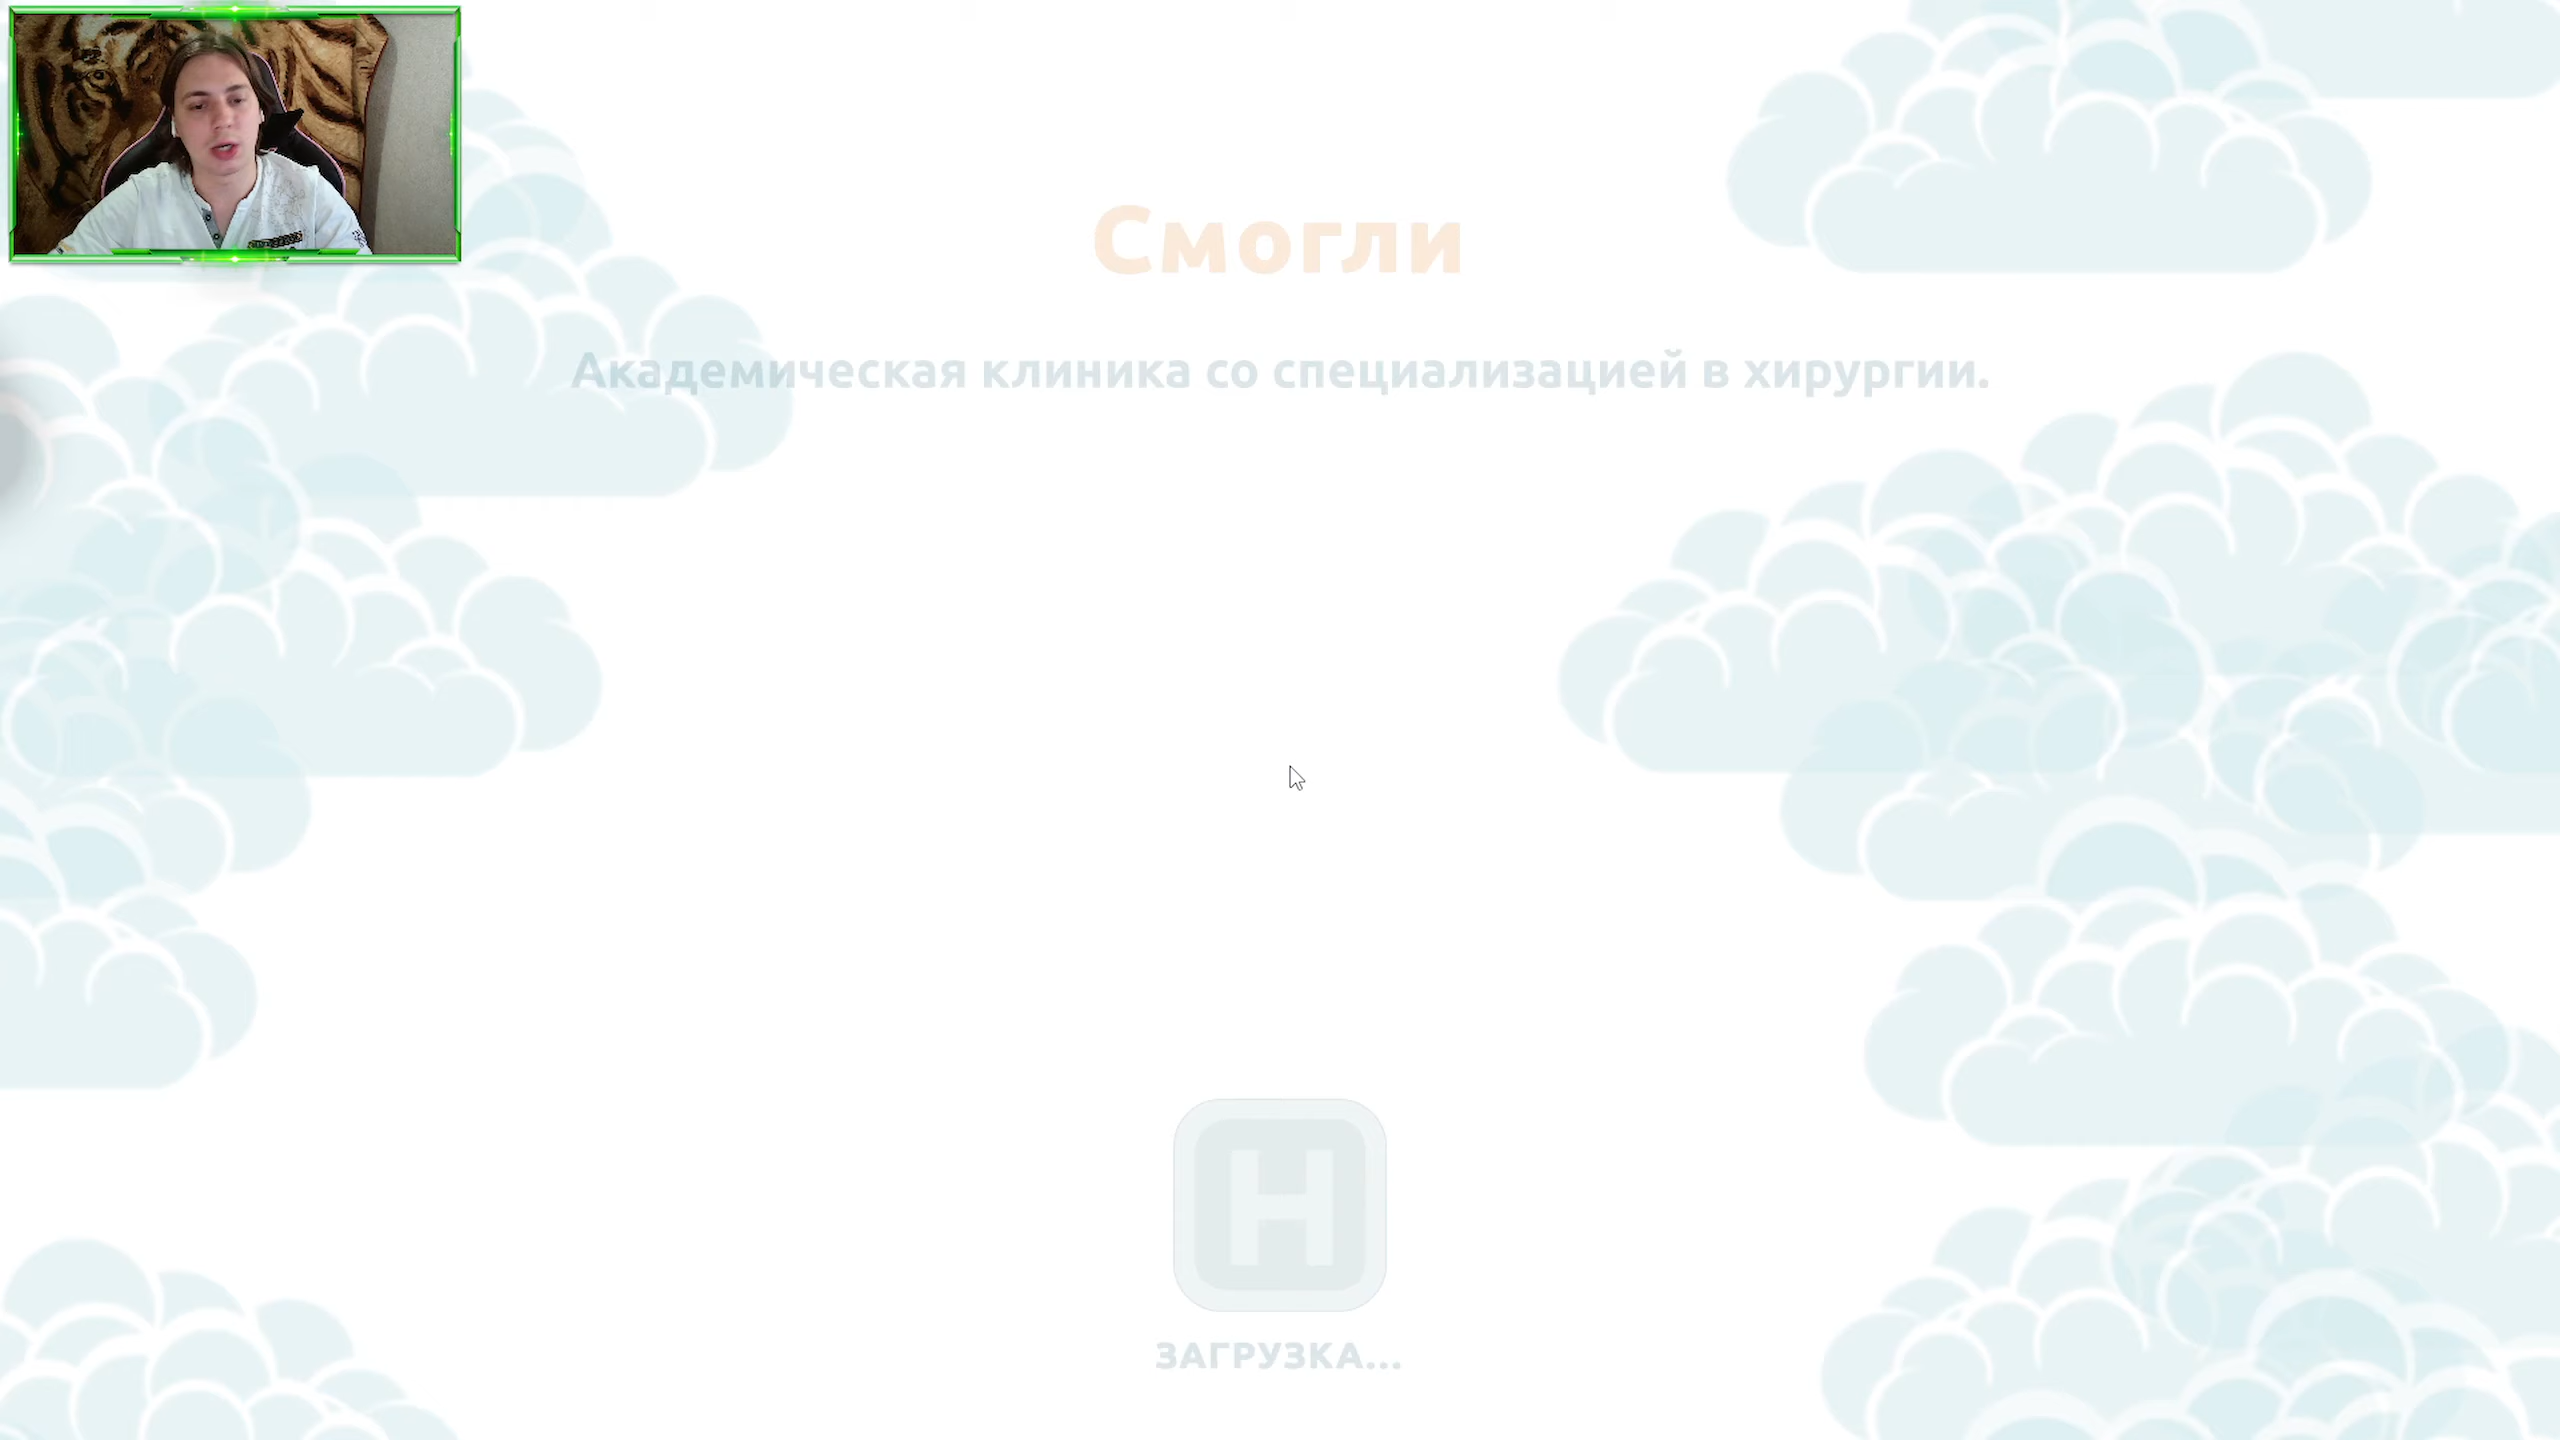 Смогли
Академическая клиника со специализацией в хирургии.
H
ЗАГРУЗКА...